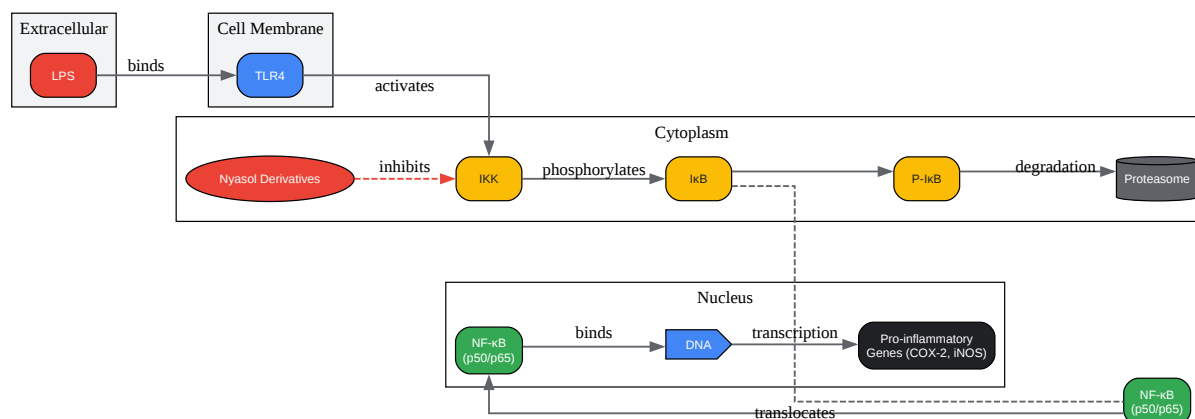 Extracellular
Cell Membrane
LPS
binds
TLR4
activates
Cytoplasm
Nyasol Derivatives
inhibits
IKK
phosphorylates
IκB
P-IκB
degradation
Proteasome
Nucleus
NF-κB
(p50/p65)
binds
DNA
transcription
Pro-inflammatory
Genes (COX-2, iNOS)
translocates
NF-κB
(p50/p65)